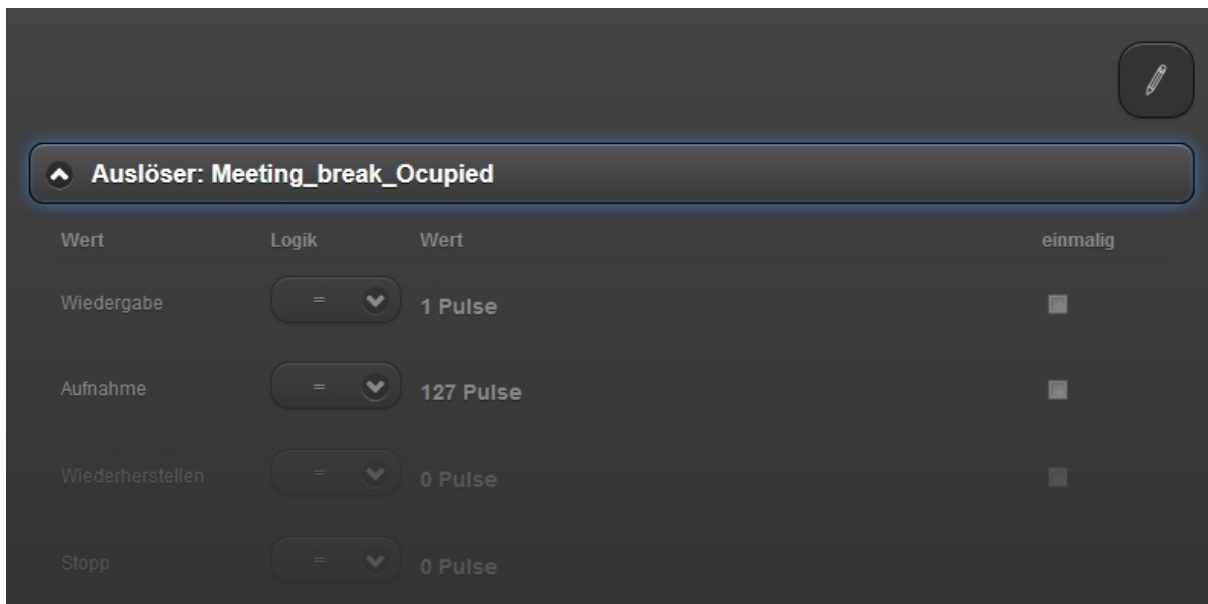 Auslöser: Meeting_break_Ocupied
Wert Logik Wert einmalig
Wiedergabe = 1 Pulse
Aufnahme = 127 Pulse
Wiederherstellen = 0 Pulse
Stopp = 0 Pulse